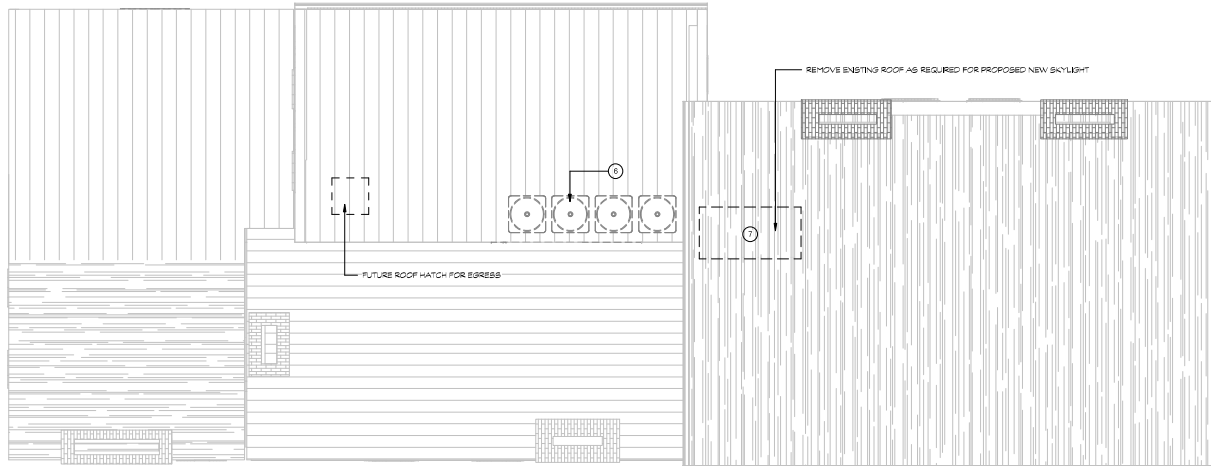 REMOVE EXISTING ROOF AS REQUIRED FOR PROPOSED NEW SKYLIGHT
6
7
FUTURE ROOF HATCH FOR EGRESS